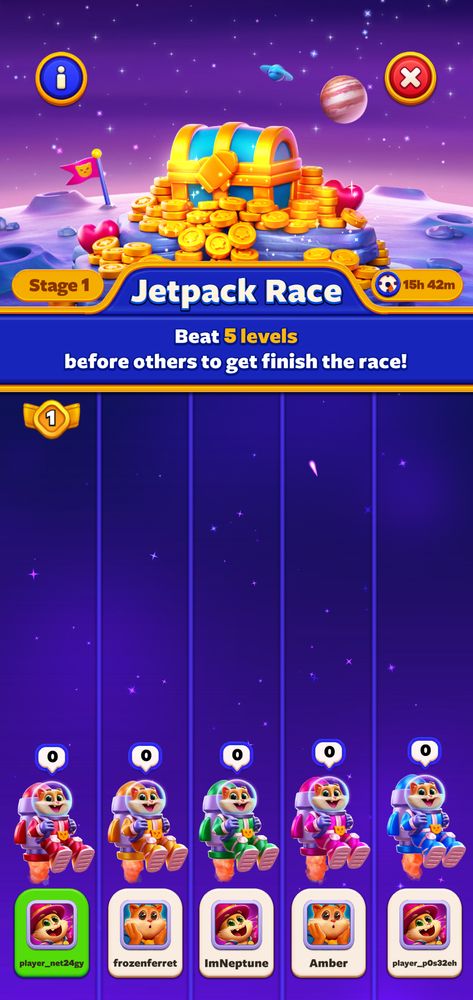 Stage 1
Jetpack Race
15h 42m
Beat 5 levels
before others to get finish the race!
1
0
0
0
0
0
player_net24gy
frozenferret
ImNeptune
Amber
player_p0s32eh